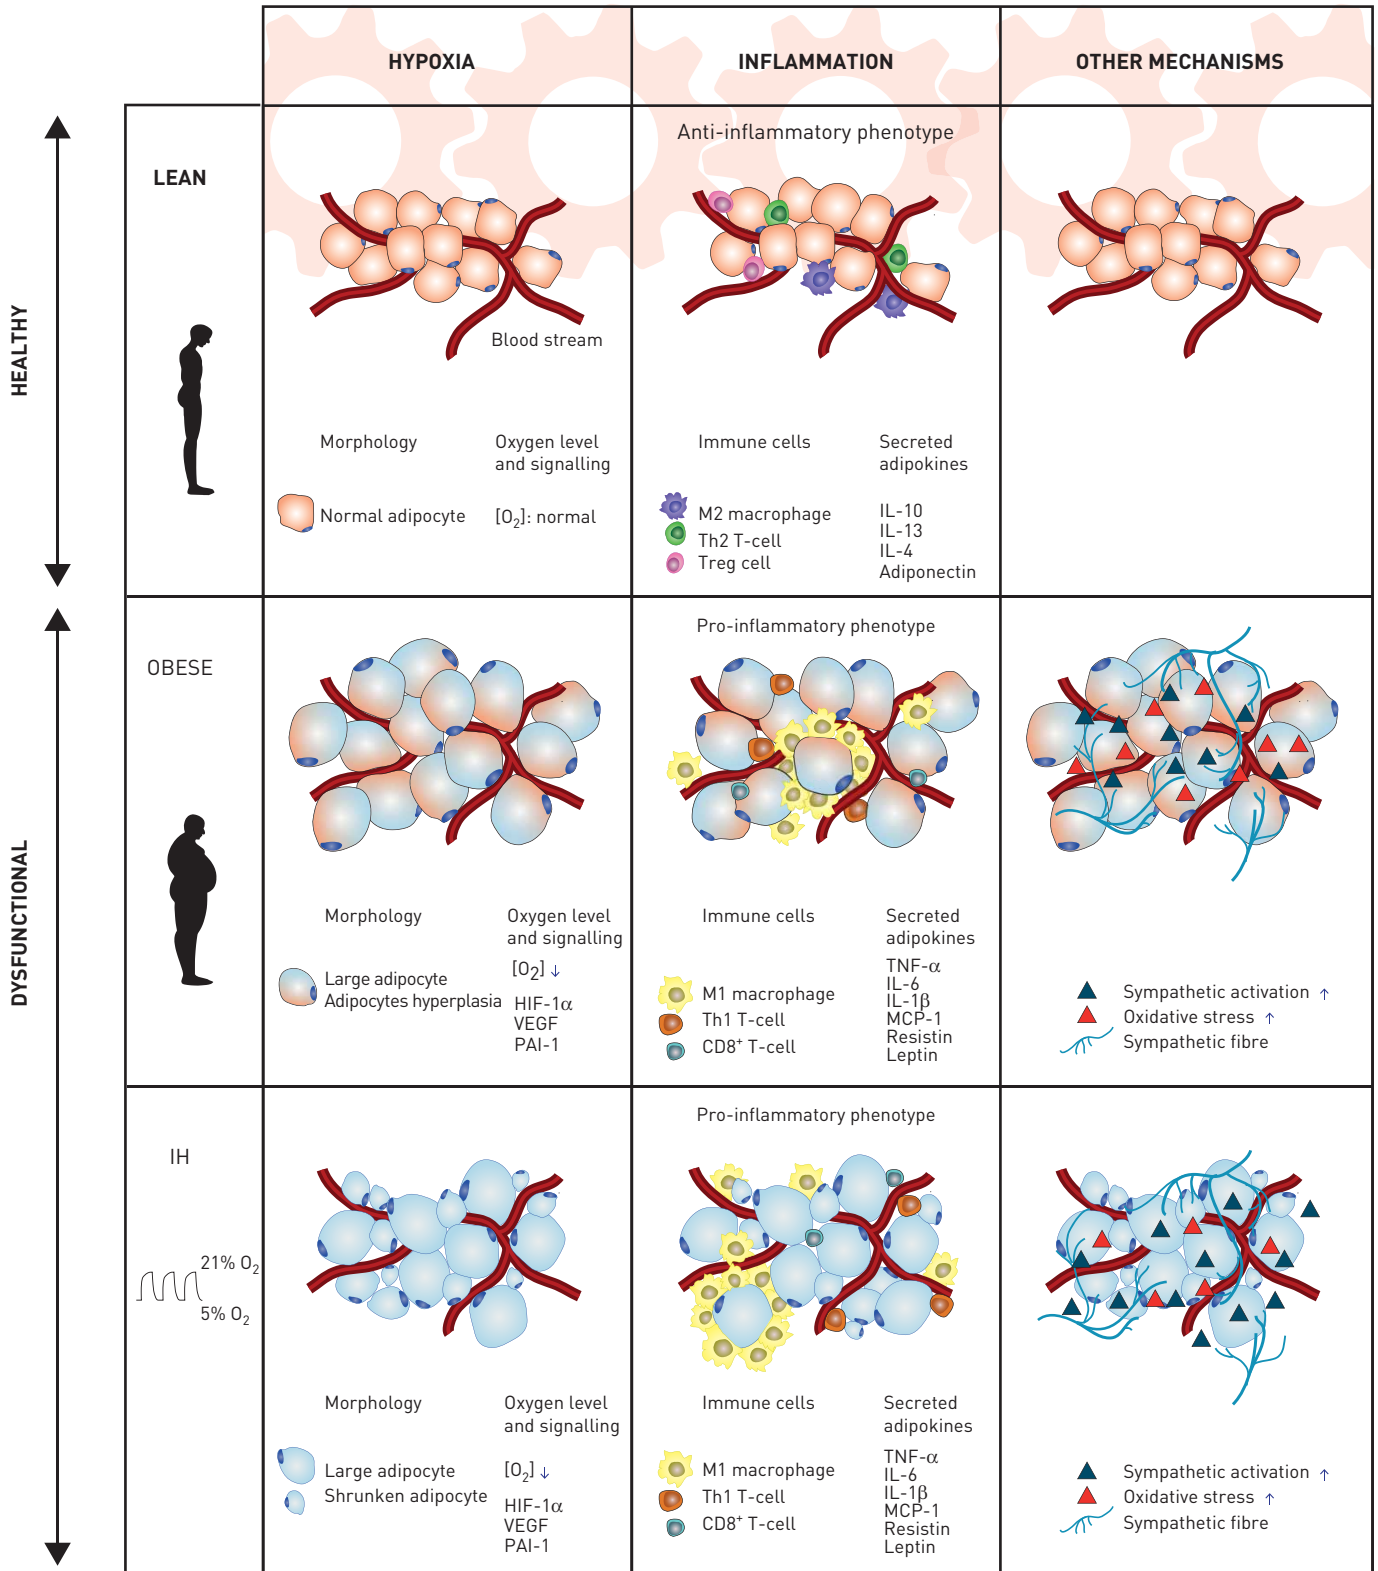 HYPOXIA
INFLAMMATION
OTHER MECHANISMS
HEALTHY
LEAN
Blood stream
Morphology
Oxygen level
and signalling
Normal adipocyte
[O₂]: normal
Anti-inflammatory phenotype
Immune cells
Secreted
adipokines
M2 macrophage
Th2 T-cell
Treg cell
IL-10
IL-13
IL-4
Adiponectin
DYSFUNCTIONAL
OBESE
Morphology
Oxygen level
and signalling
Large adipocyte
Adipocytes hyperplasia
[O₂] ↓
HIF-1α
VEGF
PAI-1
Pro-inflammatory phenotype
Immune cells
Secreted
adipokines
M1 macrophage
Th1 T-cell
CD8⁺ T-cell
TNF-α
IL-6
IL-1β
MCP-1
Resistin
Leptin
Sympathetic activation ↑
Oxidative stress ↑
Sympathetic fibre
IH
21% O₂
5% O₂
Morphology
Oxygen level
and signalling
Large adipocyte
Shrunken adipocyte
[O₂] ↓
HIF-1α
VEGF
PAI-1
Pro-inflammatory phenotype
Immune cells
Secreted
adipokines
M1 macrophage
Th1 T-cell
CD8⁺ T-cell
TNF-α
IL-6
IL-1β
MCP-1
Resistin
Leptin
Sympathetic activation ↑
Oxidative stress ↑
Sympathetic fibre